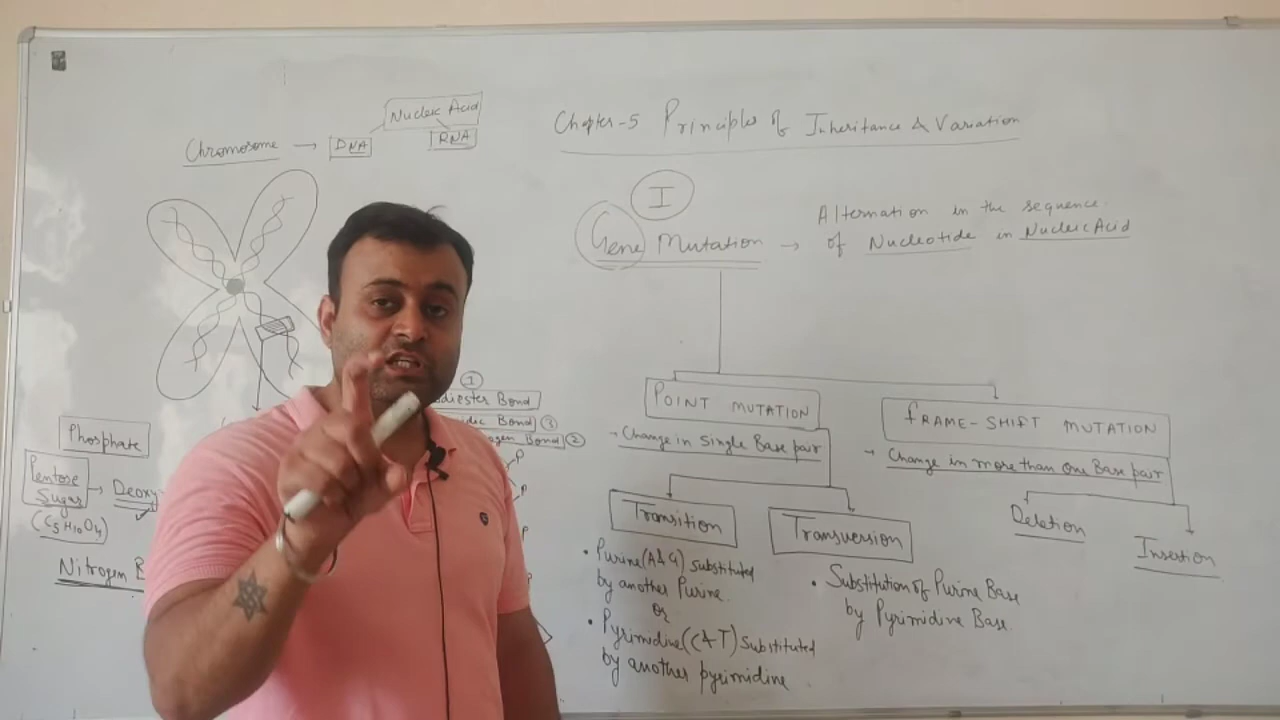 Nucleic Acid
Chromosome → DNA
RNA
Chapter-5 Principles of Inheritance & Variation
I
Gene Mutation → Alternation in the sequence
of Nucleotide in Nucleic Acid
POINT MUTATION
→ Change in single Base pair
FRAME-SHIFT MUTATION
→ Change in more than one Base pair
Transition
Transversion
Deletion
Insertion
• Purine(A&G) Substituted
by another Purine.
Or
• Pyrimidine(C&T) Substituted
by another pyrimidine
• Substitution of Purine Base
by Pyrimidine Base.
①
diester Bond
Bond ③
ogen Bond ②
P
P
P
Phosphate
Pentose
Sugar → Deoxy
(C5H10O4)
Nitrogen B